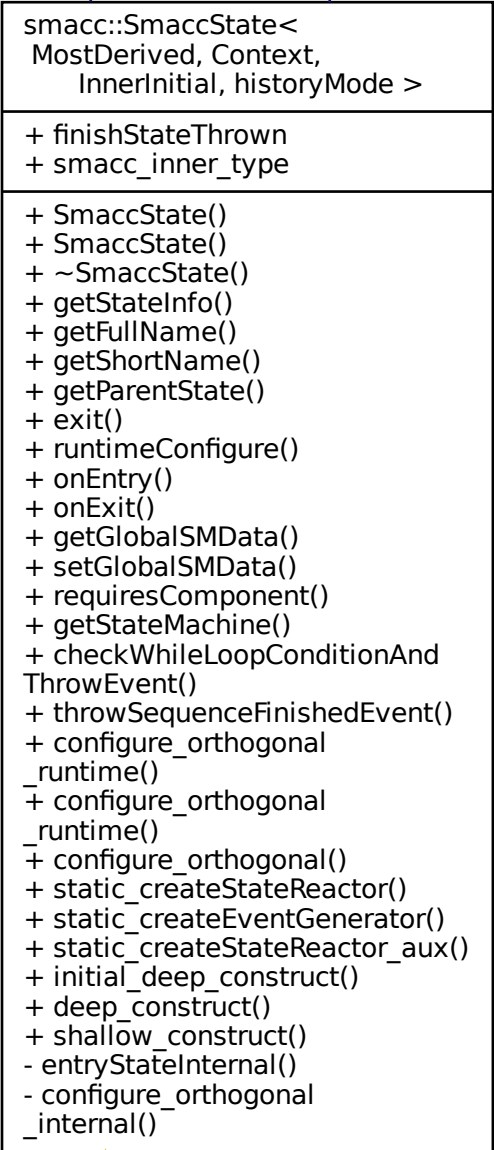 smacc::SmaccState<
MostDerived, Context,
InnerInitial, historyMode >
+ finishStateThrown
+ smacc_inner_type
+ SmaccState()
+ SmaccState()
+ ~SmaccState()
+ getStateInfo()
+ getFullName()
+ getShortName()
+ getParentState()
+ exit()
+ runtimeConfigure()
+ onEntry()
+ onExit()
+ getGlobalSMData()
+ setGlobalSMData()
+ requiresComponent()
+ getStateMachine()
+ checkWhileLoopConditionAnd
ThrowEvent()
+ throwSequenceFinishedEvent()
+ configure_orthogonal
_runtime()
+ configure_orthogonal
_runtime()
+ configure_orthogonal()
+ static_createStateReactor()
+ static_createEventGenerator()
+ static_createStateReactor_aux()
+ initial_deep_construct()
+ deep_construct()
+ shallow_construct()
- entryStateInternal()
- configure_orthogonal
_internal()